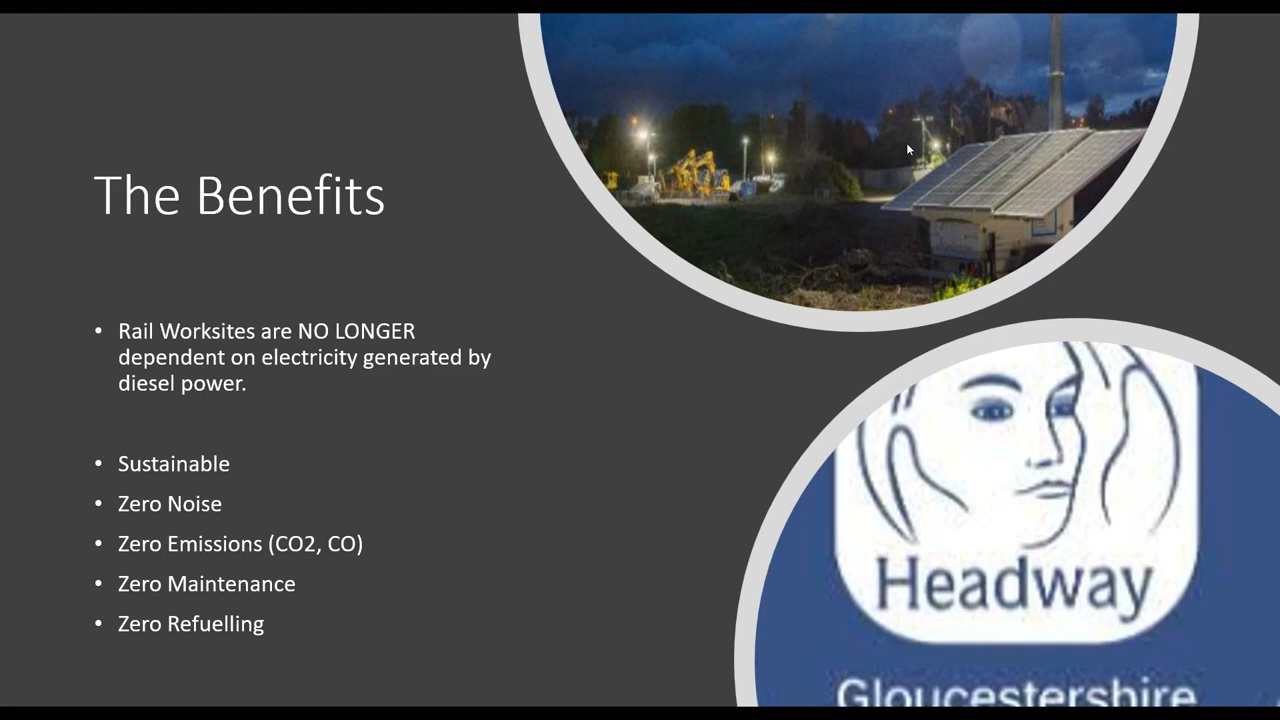 The Benefits
• Rail Worksites are NO LONGER
dependent on electricity generated by
diesel power.
• Sustainable
• Zero Noise
• Zero Emissions (CO2, CO)
• Zero Maintenance
• Zero Refuelling
Headway
Gloucestershire